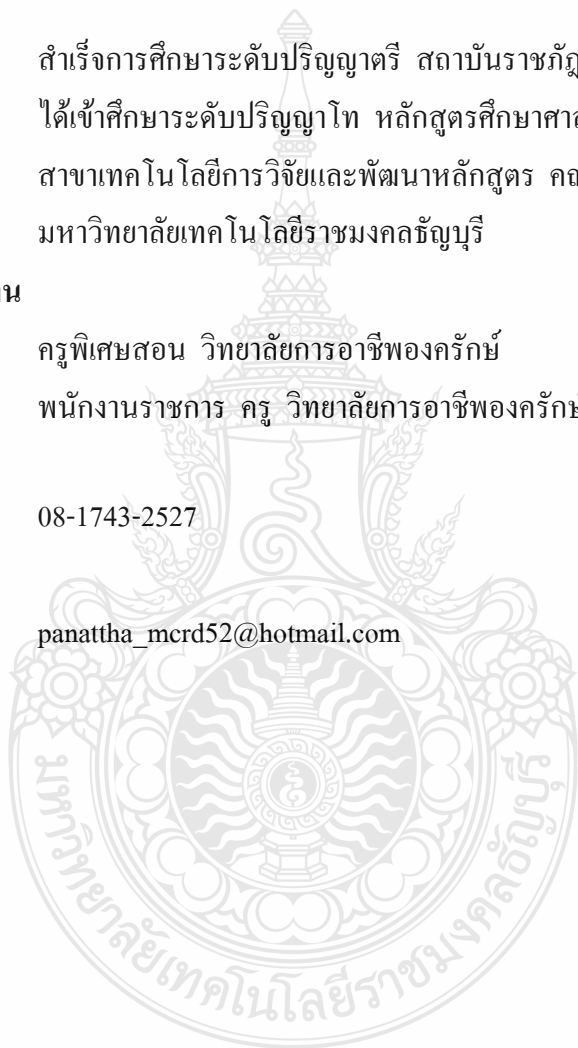 สำเร็จการศึกษาระดับปริญญาตรี สถาบันราชภัฏ
ได้เข้าศึกษาระดับปริญญาโท หลักสูตรศึกษาศา
สาขาเทคโนโลยีการวิจัยและพัฒนาหลักสูตร
มหาวิทยาลัยเทคโนโลยีราชมงคลธัญบุรี
ครูพิเศษสอน วิทยาลัยการอาชีพองครักษ์
พนักงานราชการ ครู วิทยาลัยการอาชีพองครักษ์
08-1743-2527
panattha_mcrd52@hotmail.com
มหาวิทยาลัยเทคโนโลยีราชมงคลธัญบุรี